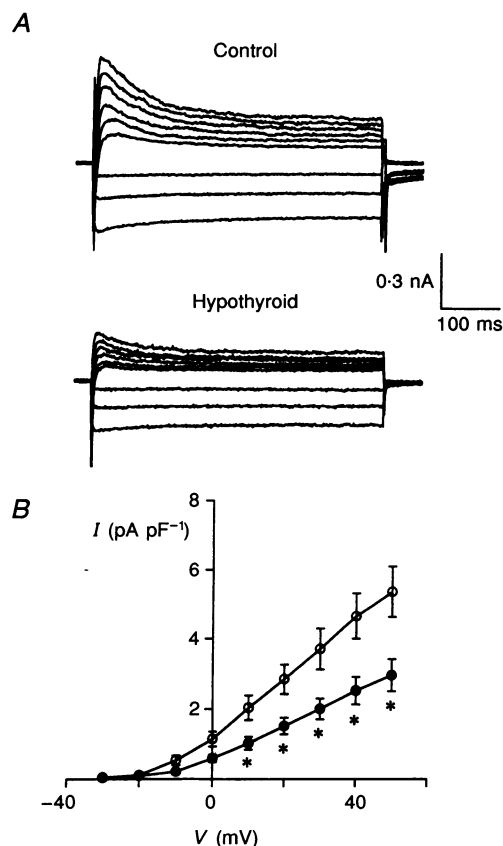 A
Control
0·3 nA
100 ms
Hypothyroid
B
I (pA pF⁻¹)
8
6
4
2
* * * * *
−40 0 40
V (mV)